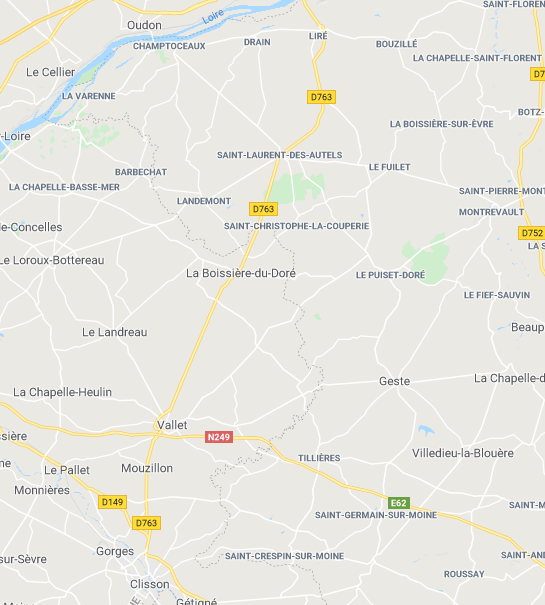 SAINT-FLOREN
Loire
Oudon
LIRÉ
DRAIN
CHAMPTOCEAUX
BOUZILLÉ
LA CHAPELLE-SAINT-FLORENT
Le Cellier
D7
LA VARENNE
D763
BOTZ-
LA BOISSIÈRE-SUR-ÈVRE
-Loire
SAINT-LAURENT-DES-AUTELS
LE FUILET
BARBECHAT
LA CHAPELLE-BASSE-MER
SAINT-PIERRE-MONT
LANDEMONT
D763
MONTREVAULT
de-Concelles
SAINT-CHRISTOPHE-LA-COUPERIE
D752
LA S
Le Loroux-Bottereau
La Boissière-du-Doré
LE PUISET-DORÉ
LE FIEF-SAUVIN
Le Landreau
Beaup
Geste
La Chapelle-d
La Chapelle-Heulin
Vallet
ssière
N249
Villedieu-la-Blouère
TILLIÈRES
ne
Le Pallet
Mouzillon
Monnières
D149
E62
SAINT-M
SAINT-GERMAIN-SUR-MOINE
D763
Gorges
SAINT-CRESPIN-SUR-MOINE
SAINT-AN
sur-Sèvre
ROUSSAY
Clisson
Gétigné